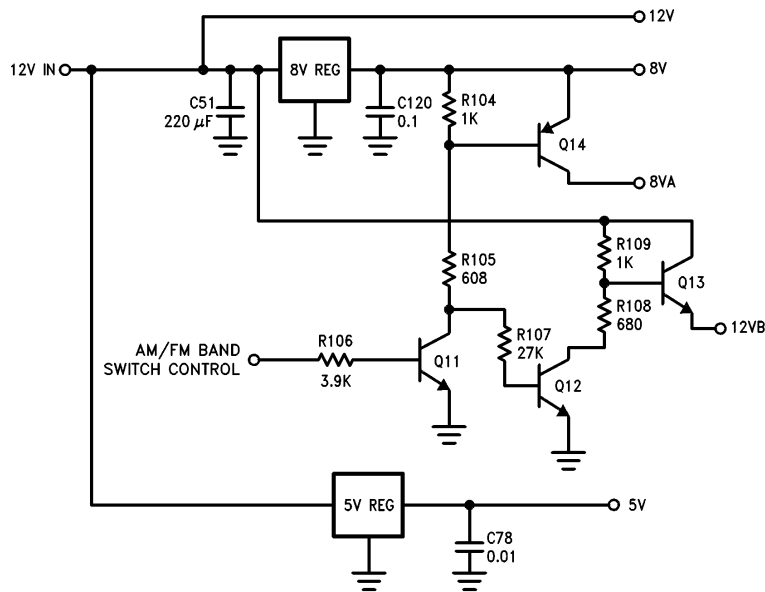 12V
12V IN
8V REG
8V
C51
220 μF
C120
0.1
R104
1K
Q14
8VA
R109
1K
Q13
R105
608
R108
680
12VB
R107
27K
AM/FM BAND
SWITCH CONTROL
R106
3.9K
Q11
Q12
5V REG
5V
C78
0.01